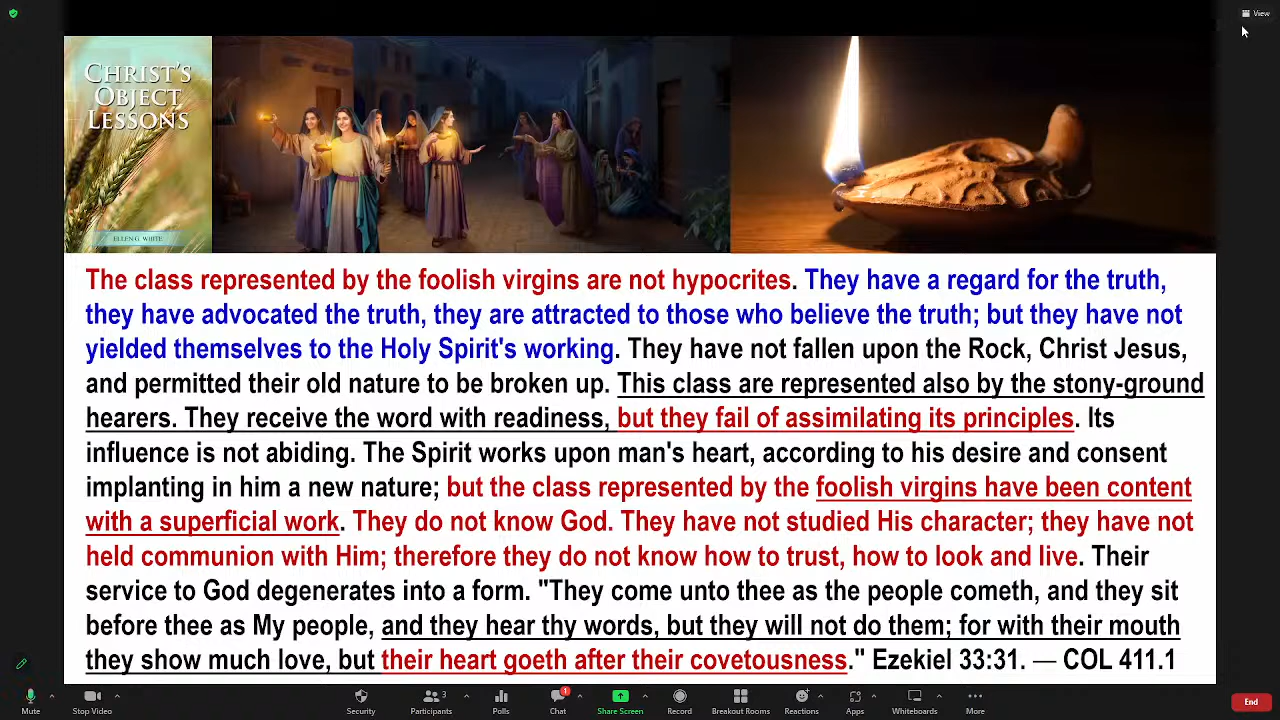 View
CHRIST'S
OBJECT
LESSONS
ELLEN G. WHITE
The class represented by the foolish virgins are not hypocrites. They have a regard for the truth,
they have advocated the truth, they are attracted to those who believe the truth; but they have not
yielded themselves to the Holy Spirit's working. They have not fallen upon the Rock, Christ Jesus,
and permitted their old nature to be broken up. This class are represented also by the stony-ground
hearers. They receive the word with readiness, but they fail of assimilating its principles. Its
influence is not abiding. The Spirit works upon man's heart, according to his desire and consent
implanting in him a new nature; but the class represented by the foolish virgins have been content
with a superficial work. They do not know God. They have not studied His character; they have not
held communion with Him; therefore they do not know how to trust, how to look and live. Their
service to God degenerates into a form. "They come unto thee as the people cometh, and they sit
before thee as My people, and they hear thy words, but they will not do them; for with their mouth
they show much love, but their heart goeth after their covetousness." Ezekiel 33:31. — COL 411.1
Mute
Stop Video
Security
Participants 3
Polls
Chat 1
Share Screen
Record
Breakout Rooms
Reactions
Apps
Whiteboards
More
End